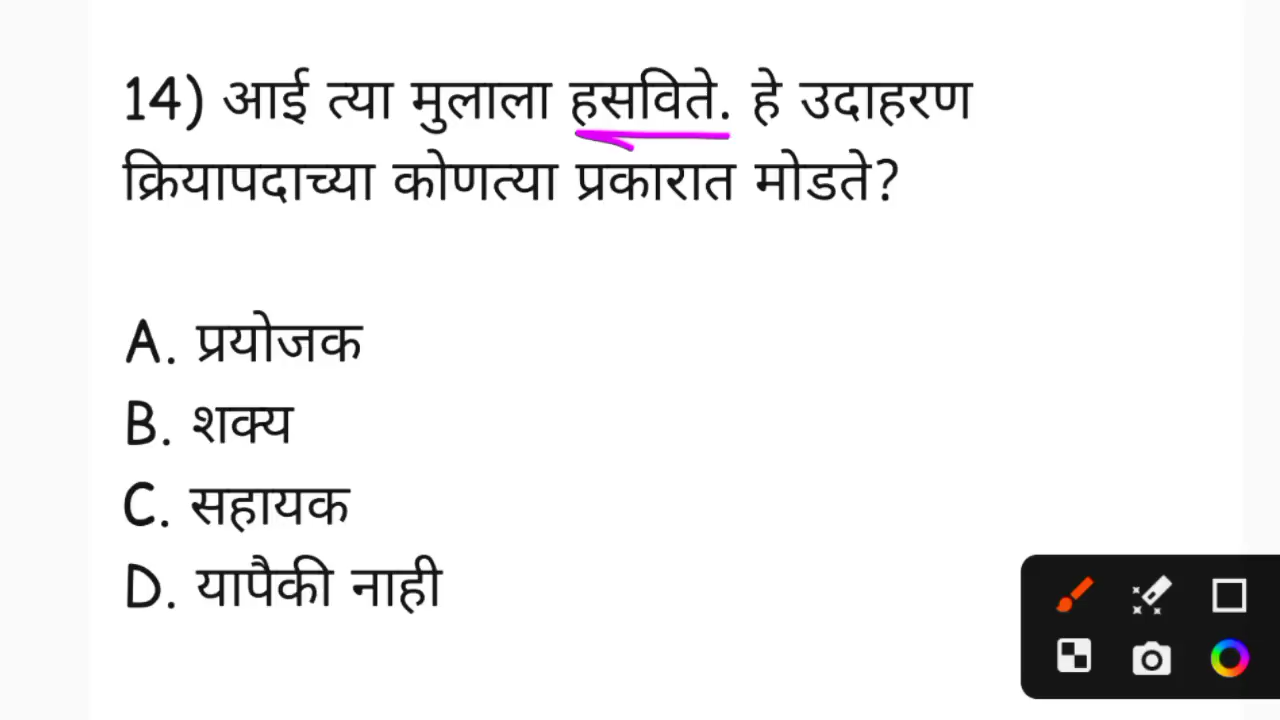 14) आई त्या मुलाला हसविते. हे उदाहरण
क्रियापदाच्या कोणत्या प्रकारात मोडते?
A. प्रयोजक
B. शक्य
C. सहायक
D. यापैकी नाही